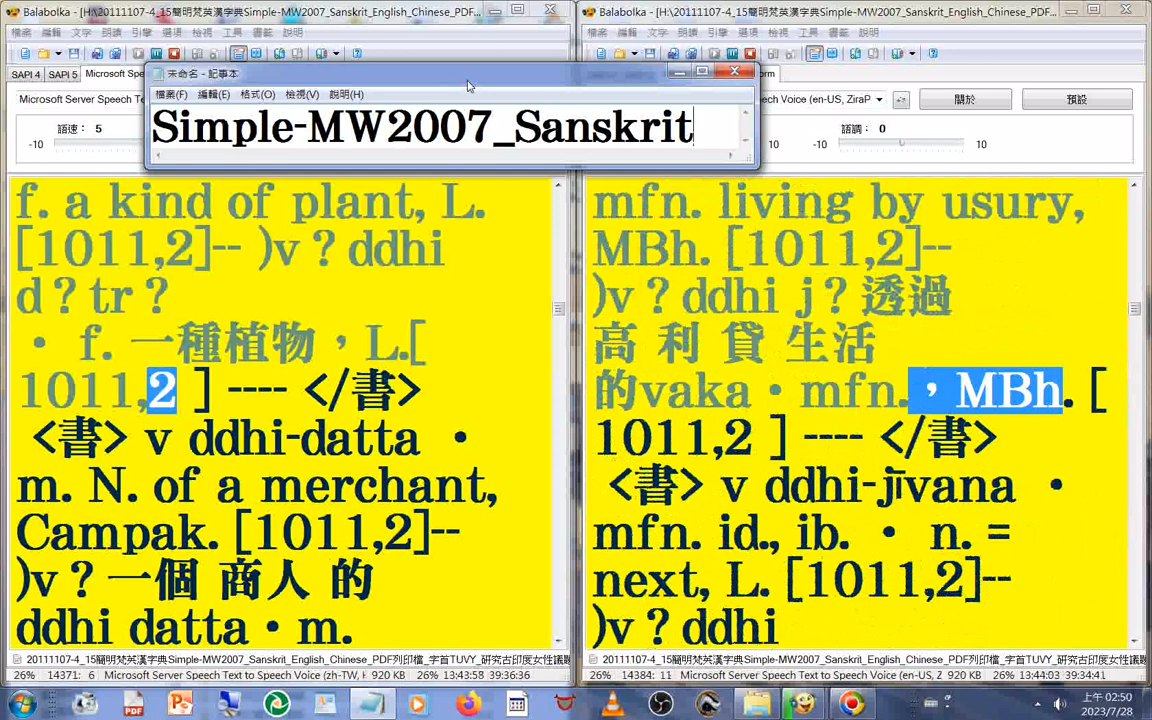 Balabolka - [H:\20111107-4_15簡明梵英漢字典Simple-MW2007_Sanskrit_English_Chinese_PDF...
檔案 編輯 文字 朗讀 引擎 選項 檢視 工具 書籤 說明
SAPI 4 SAPI 5 Microsoft Sp
Microsoft Server Speech T
語速： 5
-10
未命名 - 記事本
檔案(F) 編輯(E) 格式(O) 檢視(V) 說明(H)
Simple-MW2007_Sanskrit
f. a kind of plant, L.
[1011,2]-- )v ? ddhi
d ? tr ?
• f. 一種植物，L.[
1011,2 ] ---- </書>
<書> v ddhi-datta •
m. N. of a merchant,
Campak. [1011,2]--
)v ? 一個 商人 的
ddhi datta • m.
20111107-4_15簡明梵英漢字典Simple-MW2007_Sanskrit_English_Chinese_PDF列印檔_字首TUVY_研究古印度女性議題
26% 14371: 6 Microsoft Server Speech Text to Speech Voice (zh-TW, 920 KB 26% 13:43:58 39:36:36
Balabolka - [H:\20111107-4_15簡明梵英漢字典Simple-MW2007_Sanskrit_English_Chinese_PDF...
檔案 編輯 文字 朗讀 引擎 選項 檢視 工具 書籤 說明
orm
ech Voice (en-US, ZiraP 關於 預設
語調： 0
10 -10 10
mfn. living by usury,
MBh. [1011,2]--
)v ? ddhi j? 透過
高 利 貸 生活
的vaka • mfn. ，MBh. [
1011,2 ] ---- </書>
<書> v ddhi-jīvana •
mfn. id., ib. • n. =
next, L. [1011,2]--
)v ? ddhi
20111107-4_15簡明梵英漢字典Simple-MW2007_Sanskrit_English_Chinese_PDF列印檔_字首TUVY_研究古印度女性議題
26% 14384: 11 Microsoft Server Speech Text to Speech Voice (en-US, Z 920 KB 26% 13:44:03 39:34:41
上午 02:50
2023/7/28